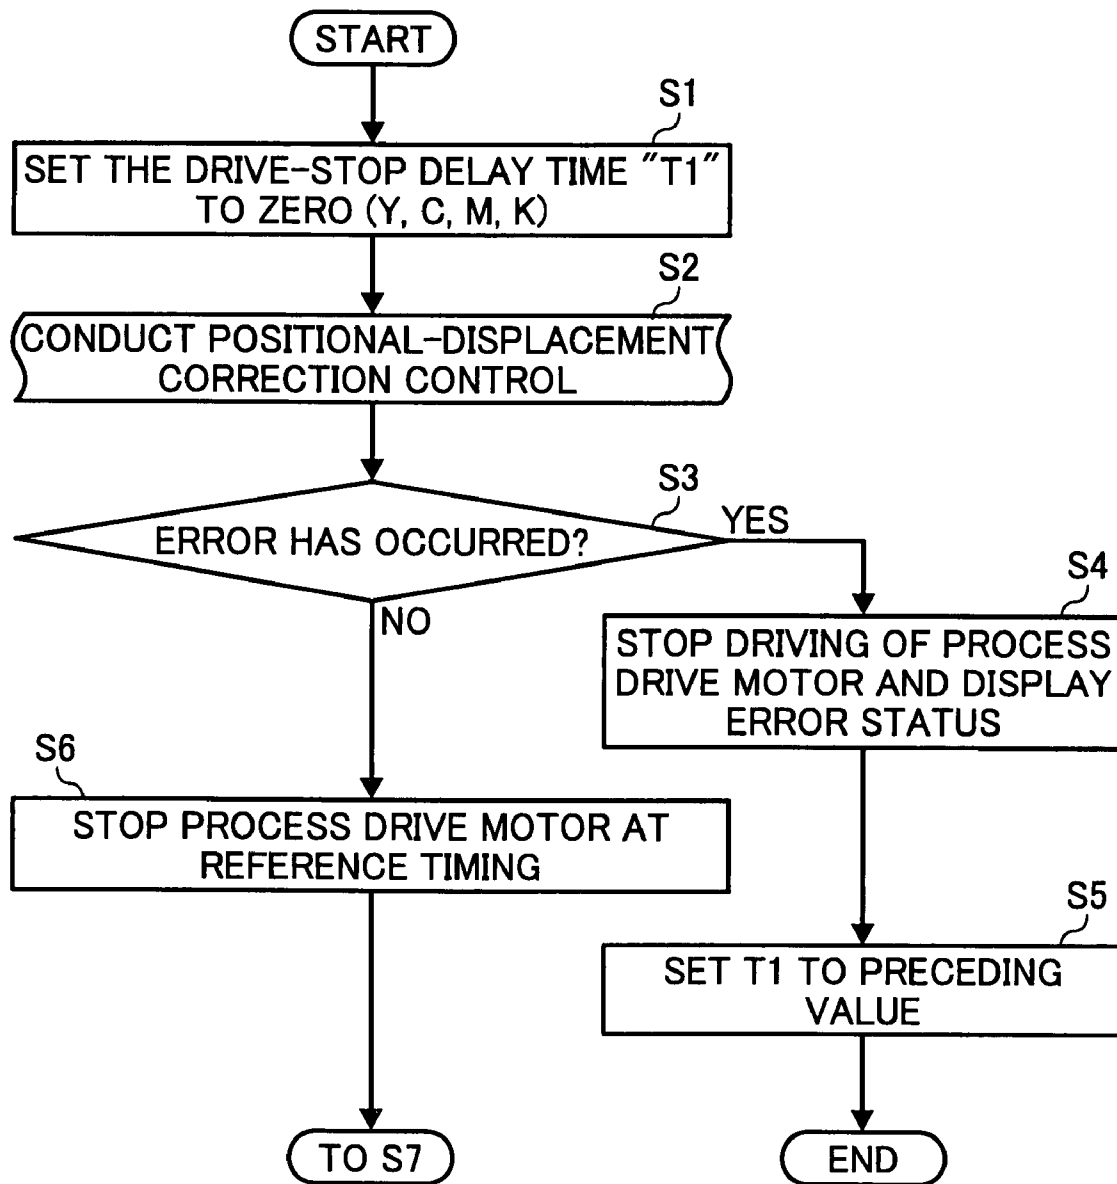 START
S1
SET THE DRIVE-STOP DELAY TIME "T1"
TO ZERO (Y, C, M, K)
S2
CONDUCT POSITIONAL-DISPLACEMENT
CORRECTION CONTROL
S3
ERROR HAS OCCURRED?
YES
NO
S4
STOP DRIVING OF PROCESS
DRIVE MOTOR AND DISPLAY
ERROR STATUS
S6
STOP PROCESS DRIVE MOTOR AT
REFERENCE TIMING
S5
SET T1 TO PRECEDING
VALUE
TO S7
END